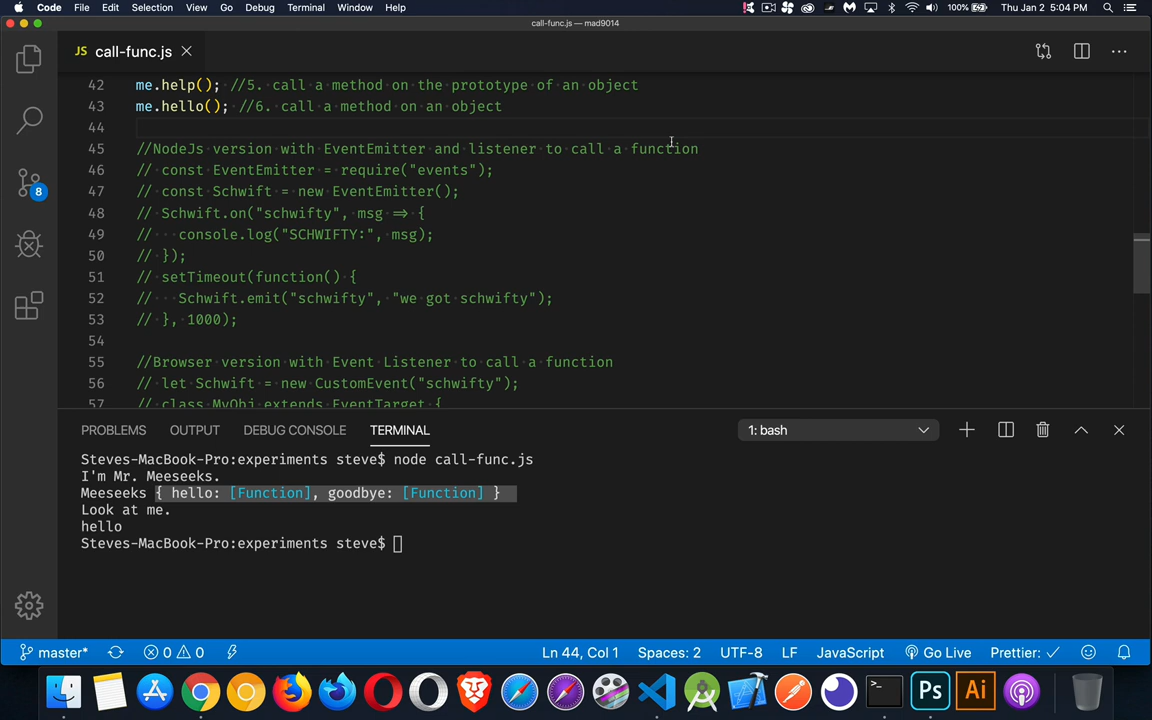 Code File Edit Selection View Go Debug Terminal Window Help 100% Thu Jan 2 5:04 PM
call-func.js — mad9014
JS call-func.js
42 me.help(); //5. call a method on the prototype of an object
43 me.hello(); //6. call a method on an object
44
45 //NodeJs version with EventEmitter and listener to call a function
46 // const EventEmitter = require("events");
47 // const Schwift = new EventEmitter();
48 // Schwift.on("schwifty", msg => {
49 // console.log("SCHWIFTY:", msg);
50 // });
51 // setTimeout(function() {
52 // Schwift.emit("schwifty", "we got schwifty");
53 // }, 1000);
54
55 //Browser version with Event Listener to call a function
56 // let Schwift = new CustomEvent("schwifty");
57 // class MyObj extends EventTarget {
8
PROBLEMS OUTPUT DEBUG CONSOLE TERMINAL 1: bash
Steves-MacBook-Pro:experiments steve$ node call-func.js
I'm Mr. Meeseeks.
Meeseeks { hello: [Function], goodbye: [Function] }
Look at me.
hello
Steves-MacBook-Pro:experiments steve$
master* 0 0 Ln 44, Col 1 Spaces: 2 UTF-8 LF JavaScript Go Live Prettier: ✓
Ps Ai